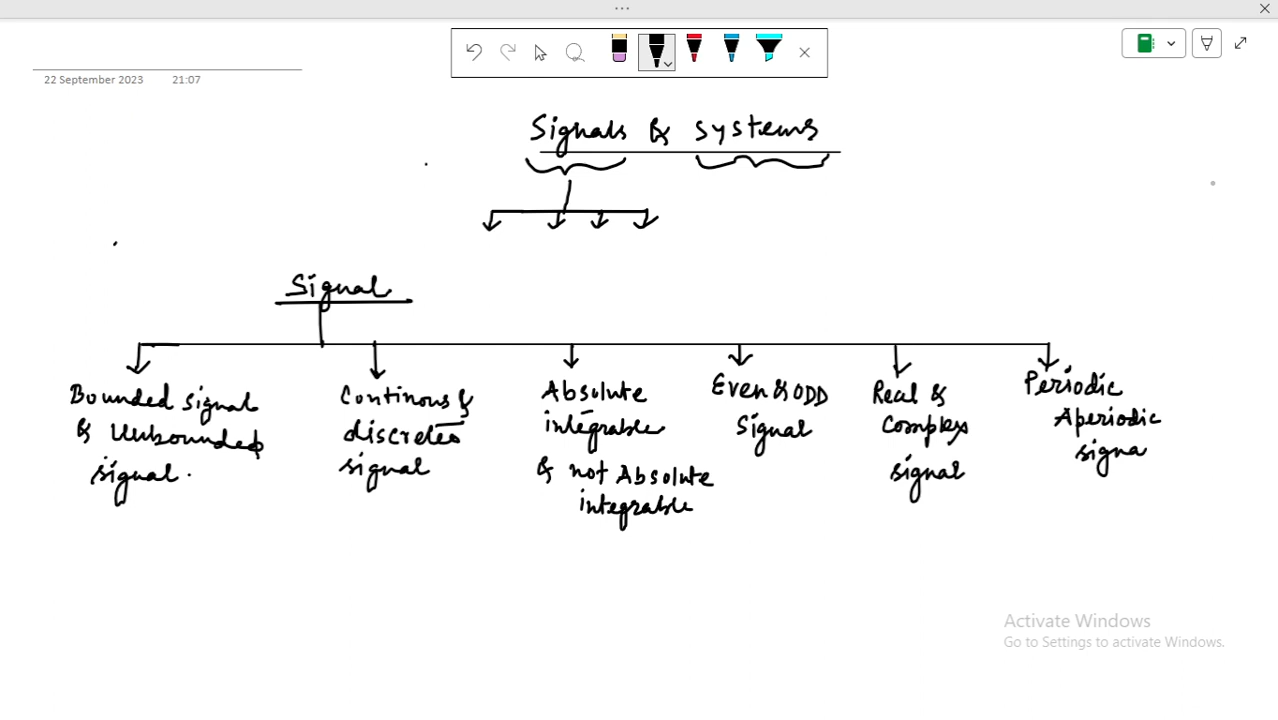 22 September 2023 21:07
Signals & Systems
Signal
Bounded signal
& Unbounded
signal.
Continous &
discretes
signal
Absolute
integrable
& not Absolute
integrable
Even & ODD
Signal
Real &
Complex
signal
Periodic
Aperiodic
signa
Activate Windows
Go to Settings to activate Windows.